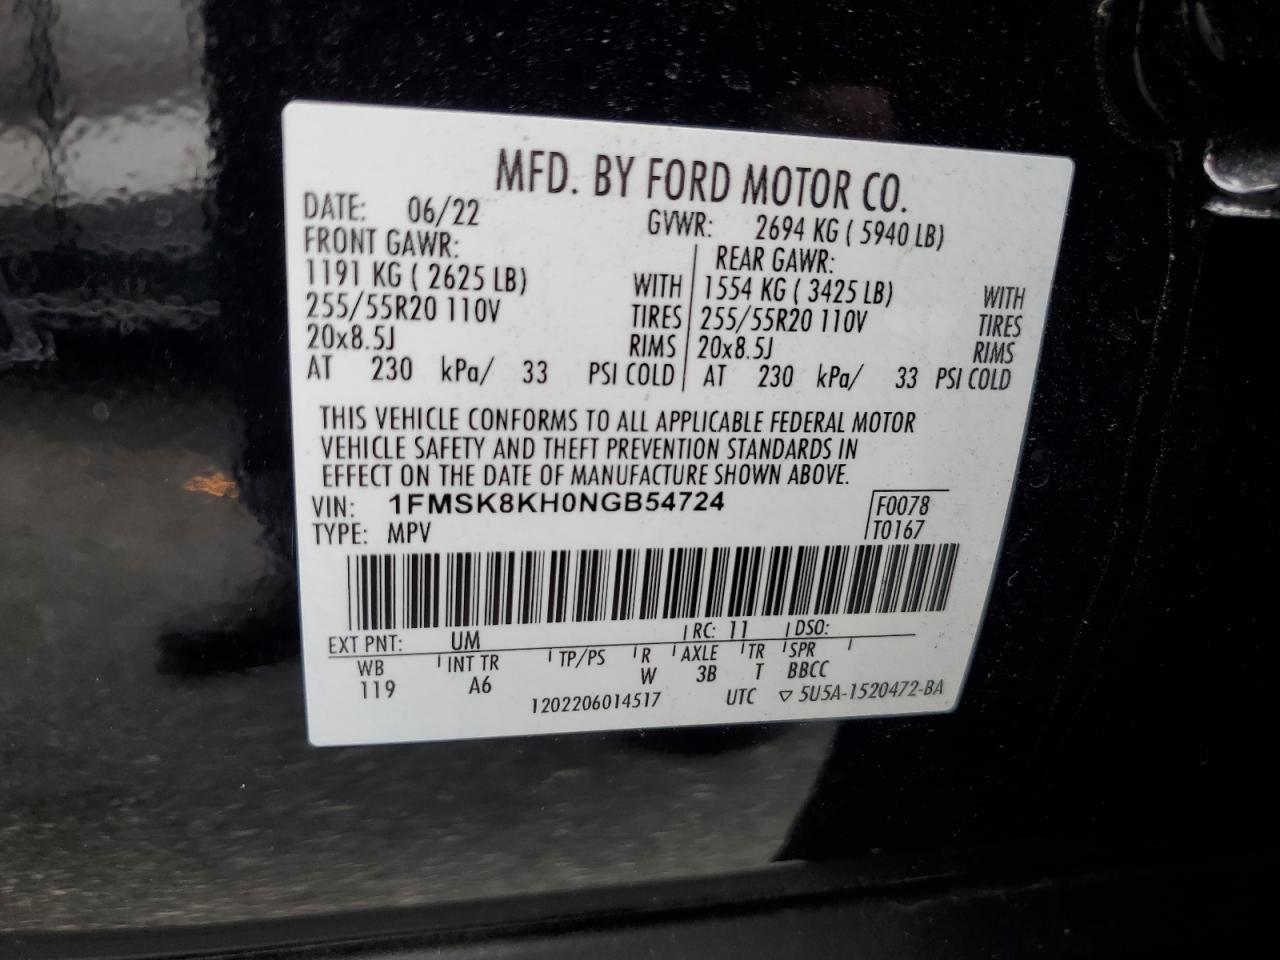 MFD. BY FORD MOTOR CO.
DATE: 06/22 GVWR: 2694 KG ( 5940 LB)
FRONT GAWR: REAR GAWR:
1191 KG ( 2625 LB) WITH 1554 KG ( 3425 LB) WITH
255/55R20 110V TIRES 255/55R20 110V TIRES
20x8.5J RIMS 20x8.5J RIMS
AT 230 kPa/ 33 PSI COLD AT 230 kPa/ 33 PSI COLD
THIS VEHICLE CONFORMS TO ALL APPLICABLE FEDERAL MOTOR
VEHICLE SAFETY AND THEFT PREVENTION STANDARDS IN
EFFECT ON THE DATE OF MANUFACTURE SHOWN ABOVE.
VIN: 1FMSK8KH0NGB54724 F0078
TYPE: MPV T0167
EXT PNT: UM RC: 11 DSO:
WB INT TR TP/PS R AXLE TR SPR
119 A6 W 3B T BBCC
1202206014517 UTC ▽ 5U5A-1520472-BA